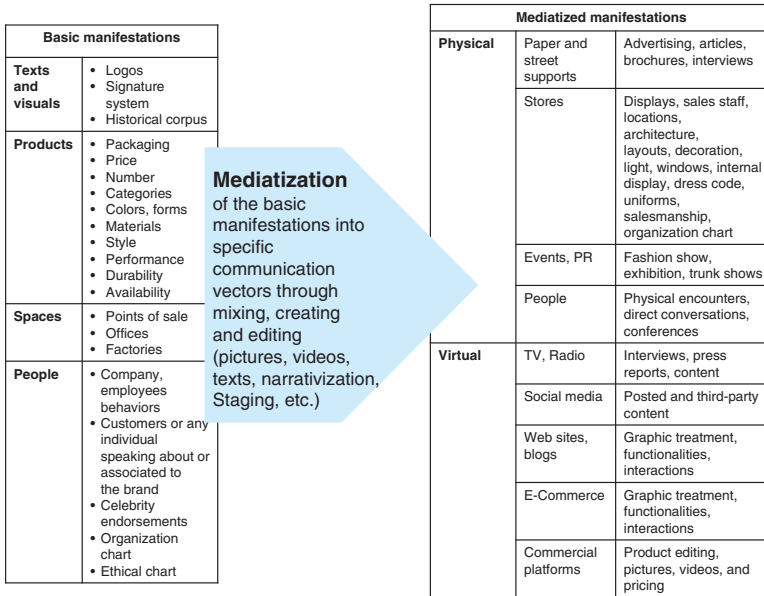 Basic manifestations
Texts and visuals
• Logos
• Signature
system
• Historical corpus
Products
• Packaging
• Price
• Number
• Categories
• Colors, forms
• Materials
• Style
• Performance
• Durability
• Availability
Spaces
• Points of sale
• Offices
• Factories
People
• Company,
employees
behaviors
• Customers or any
individual
speaking about or
associated to
the brand
• Celebrity
endorsements
• Organization
chart
• Ethical chart
Mediatization
of the basic
manifestations into
specific
communication
vectors through
mixing, creating
and editing
(pictures, videos,
texts, narrativization,
Staging, etc.)
Mediatized manifestations
Physical
Paper and
street
supports
Advertising, articles,
brochures, interviews
Stores
Displays, sales staff,
locations,
architecture,
layouts, decoration,
light, windows, internal
display, dress code,
uniforms,
salesmanship,
organization chart
Events, PR
Fashion show,
exhibition, trunk shows
People
Physical encounters,
direct conversations,
conferences
Virtual
TV, Radio
Interviews, press
reports, content
Social media
Posted and third-party
content
Web sites,
blogs
Graphic treatment,
functionalities,
interactions
E-Commerce
Graphic treatment,
functionalities,
interactions
Commercial
platforms
Product editing,
pictures, videos, and
pricing